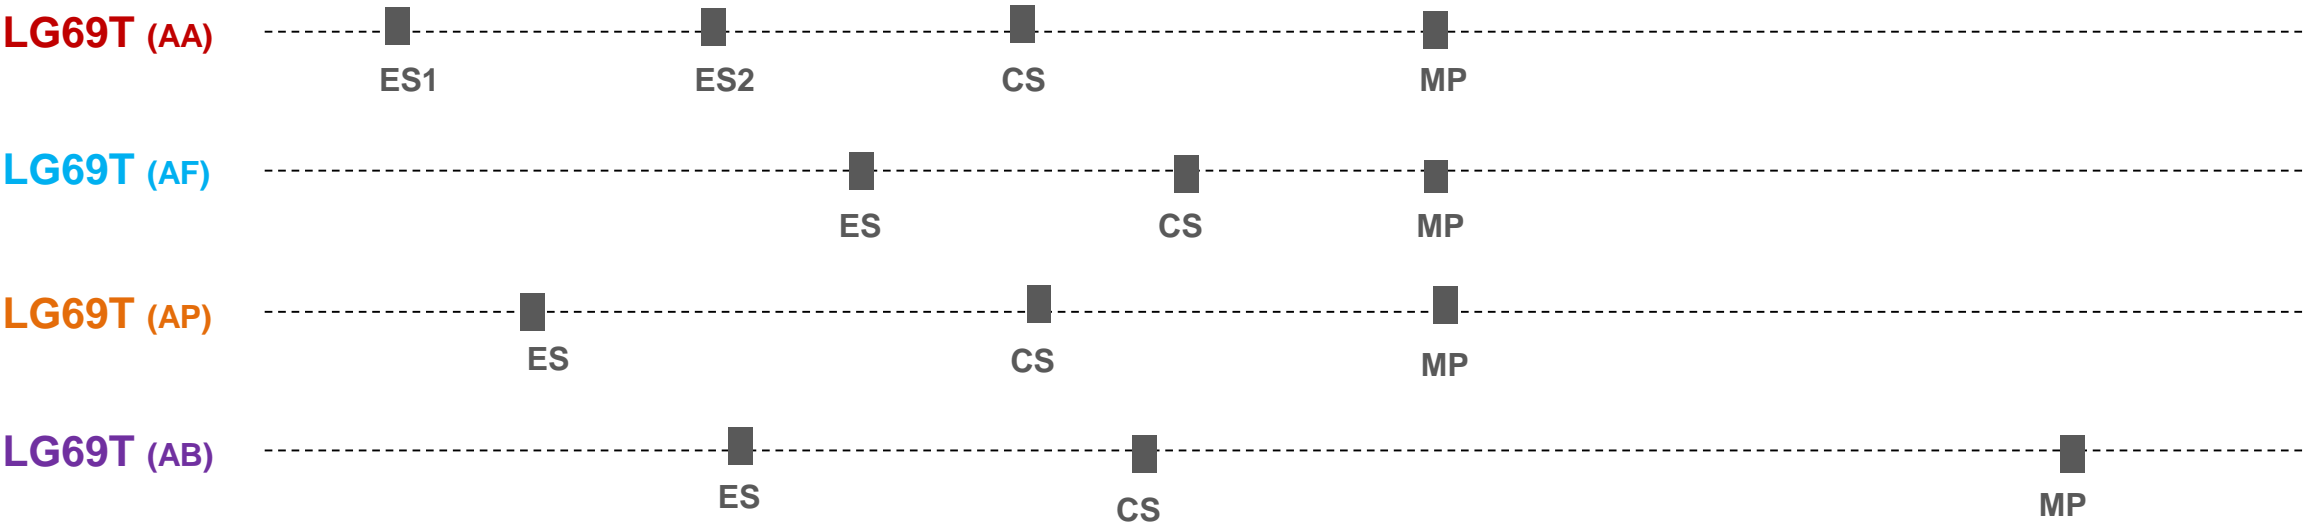 LG69T (AA)
ES1 ES2 CS MP
LG69T (AF)
ES CS MP
LG69T (AP)
ES CS MP
LG69T (AB)
ES CS MP